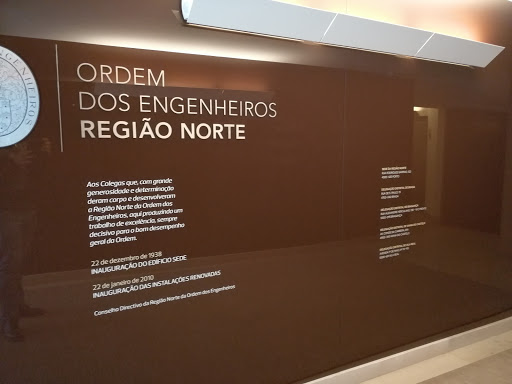 ENGENHEIROS
ORDEM
DOS ENGENHEIROS
REGIÃO NORTE
Aos Colegas que, com grande
generosidade e determinação
deram corpo e desenvolveram
a Região Norte da Ordem dos
Engenheiros, aqui produzindo um
trabalho de excelência, sempre
decisivo para o bom desempenho
geral da Ordem.
22 de dezembro de 1938
INAUGURAÇÃO DO EDIFÍCIO SEDE
22 de janeiro de 2010
INAUGURAÇÃO DAS INSTALAÇÕES RENOVADAS
Conselho Directivo da Região Norte da Ordem dos Engenheiros